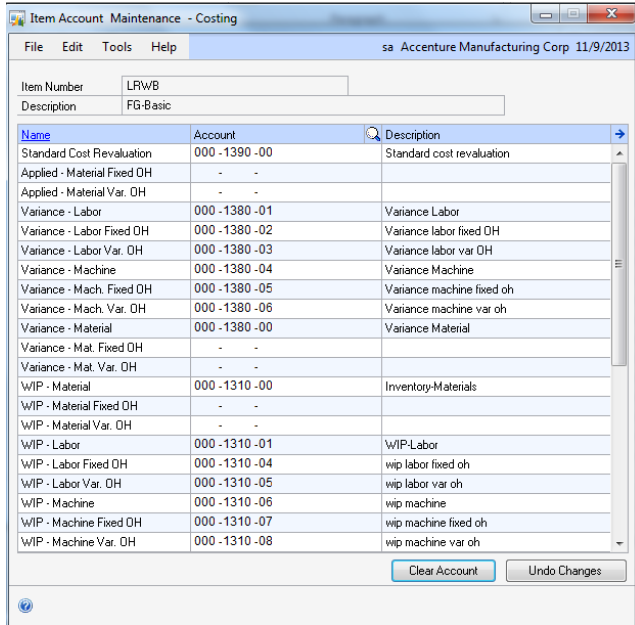 Item Account Maintenance - Costing
File Edit Tools Help sa Accenture Manufacturing Corp 11/9/2013
Item Number LRWB
Description FG-Basic
Name Account Description
Standard Cost Revaluation 000 -1390 -00 Standard cost revaluation
Applied - Material Fixed OH - -
Applied - Material Var. OH - -
Variance - Labor 000 -1380 -01 Variance Labor
Variance - Labor Fixed OH 000 -1380 -02 Variance labor fixed OH
Variance - Labor Var. OH 000 -1380 -03 Variance labor var OH
Variance - Machine 000 -1380 -04 Variance Machine
Variance - Mach. Fixed OH 000 -1380 -05 Variance machine fixed oh
Variance - Mach. Var. OH 000 -1380 -06 Variance machine var oh
Variance - Material 000 -1380 -00 Variance Material
Variance - Mat. Fixed OH - -
Variance - Mat. Var. OH - -
WIP - Material 000 -1310 -00 Inventory-Materials
WIP - Material Fixed OH - -
WIP - Material Var. OH - -
WIP - Labor 000 -1310 -01 WIP-Labor
WIP - Labor Fixed OH 000 -1310 -04 wip labor fixed oh
WIP - Labor Var. OH 000 -1310 -05 wip labor var oh
WIP - Machine 000 -1310 -06 wip machine
WIP - Machine Fixed OH 000 -1310 -07 wip machine fixed oh
WIP - Machine Var. OH 000 -1310 -08 wip machine var oh
Clear Account Undo Changes